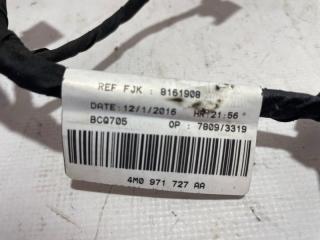 REF FJK : 8161908
DATE:12/1/2016 HR 21:56
BCQ705 OP : 7809/3319
4M0 971 727 AA